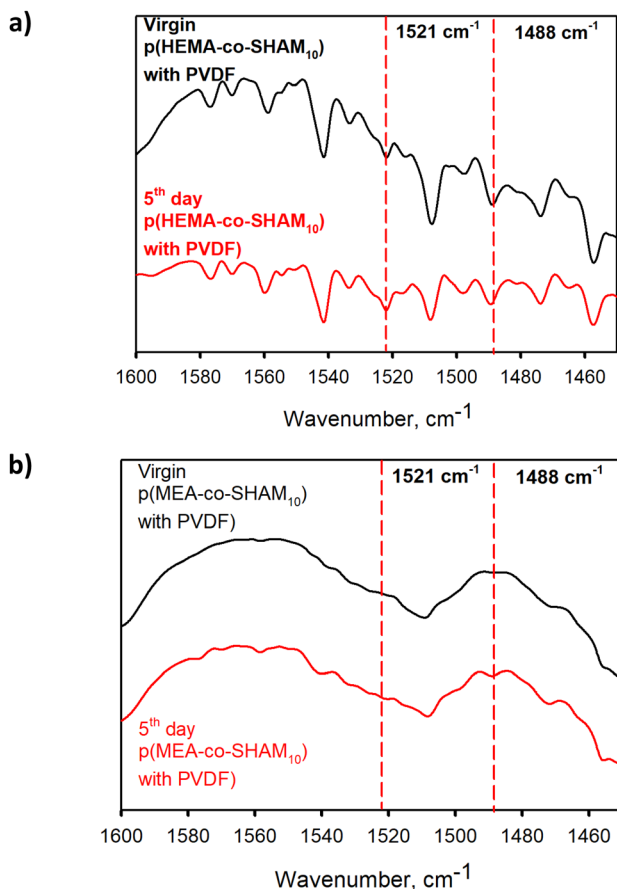 a)
Virgin
p(HEMA-co-SHAM₁₀)
with PVDF
1521 cm⁻¹
1488 cm⁻¹
5ᵗʰ day
p(HEMA-co-SHAM₁₀)
with PVDF)
1600 1580 1560 1540 1520 1500 1480 1460
Wavenumber, cm⁻¹
b)
Virgin
p(MEA-co-SHAM₁₀)
with PVDF)
1521 cm⁻¹
1488 cm⁻¹
5ᵗʰ day
p(MEA-co-SHAM₁₀)
with PVDF)
1600 1580 1560 1540 1520 1500 1480 1460
Wavenumber, cm⁻¹